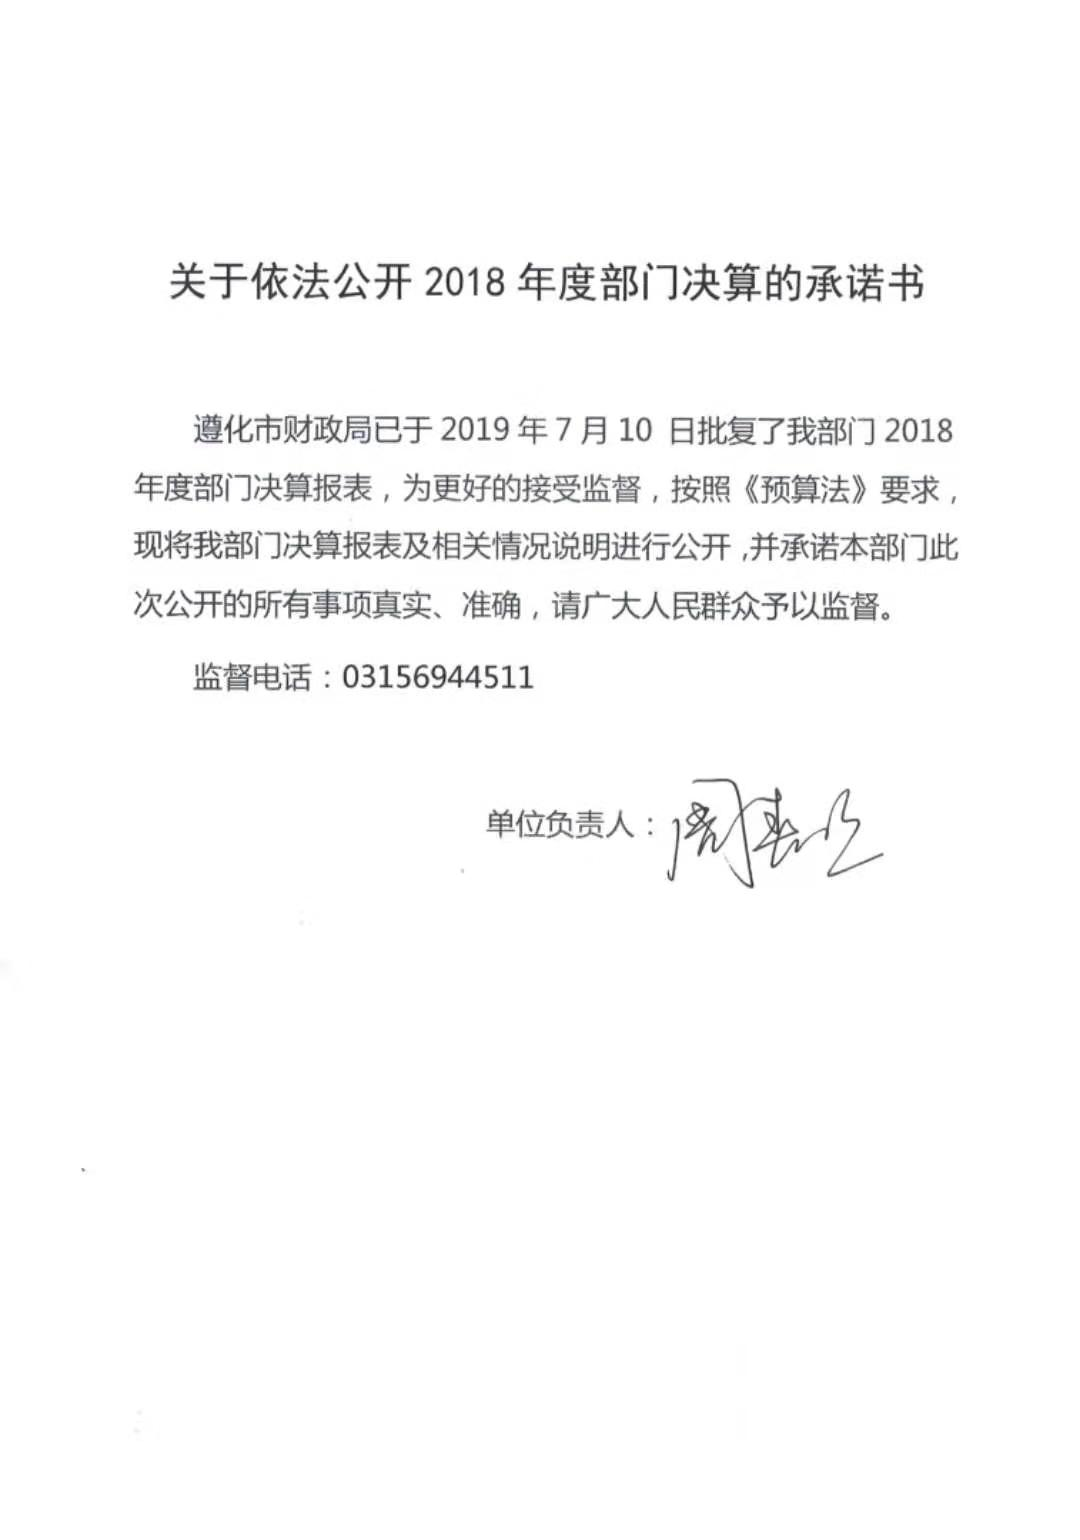 关于依法公开 2018 年度部门决算的承诺书
遵化市财政局已于 2019 年 7 月 10 日批复了我部门 2018
年度部门决算报表，为更好的接受监督，按照《预算法》要求，
现将我部门决算报表及相关情况说明进行公开，并承诺本部门此
次公开的所有事项真实、准确，请广大人民群众予以监督。
监督电话：03156944511
单位负责人：周春